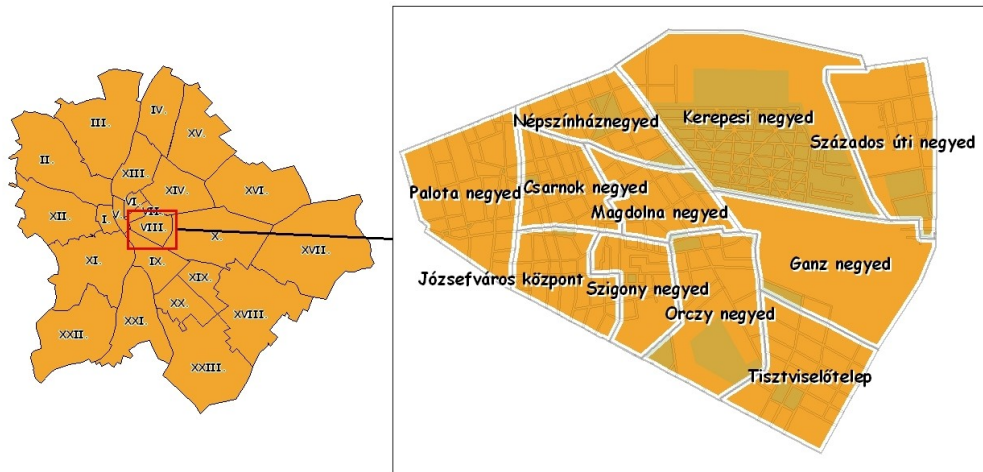 IV.
III.
XV.
XIII.
II.
XIV.
XVI.
VI.
VII.
XII.
I.
V.
VIII
X.
XVII.
XI.
IX.
XIX.
XX.
XVIII.
XXII.
XXI.
XXIII.
Népszínháznegyed
Kerepesi negyed
Százados úti negyed
Palota negyed
Csarnok negyed
Magdolna negyed
Ganz negyed
Józsefváros központ
Szigony negyed
Orczy negyed
Tisztviselőtelep